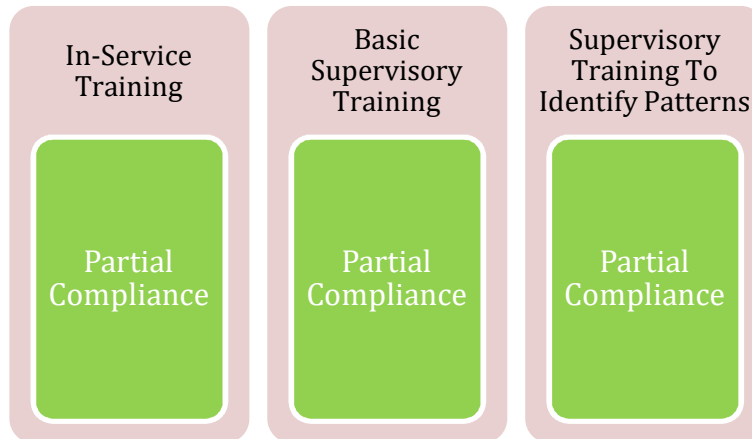 In-Service
Training
Partial
Compliance
Basic
Supervisory
Training
Partial
Compliance
Supervisory
Training To
Identify Patterns
Partial
Compliance